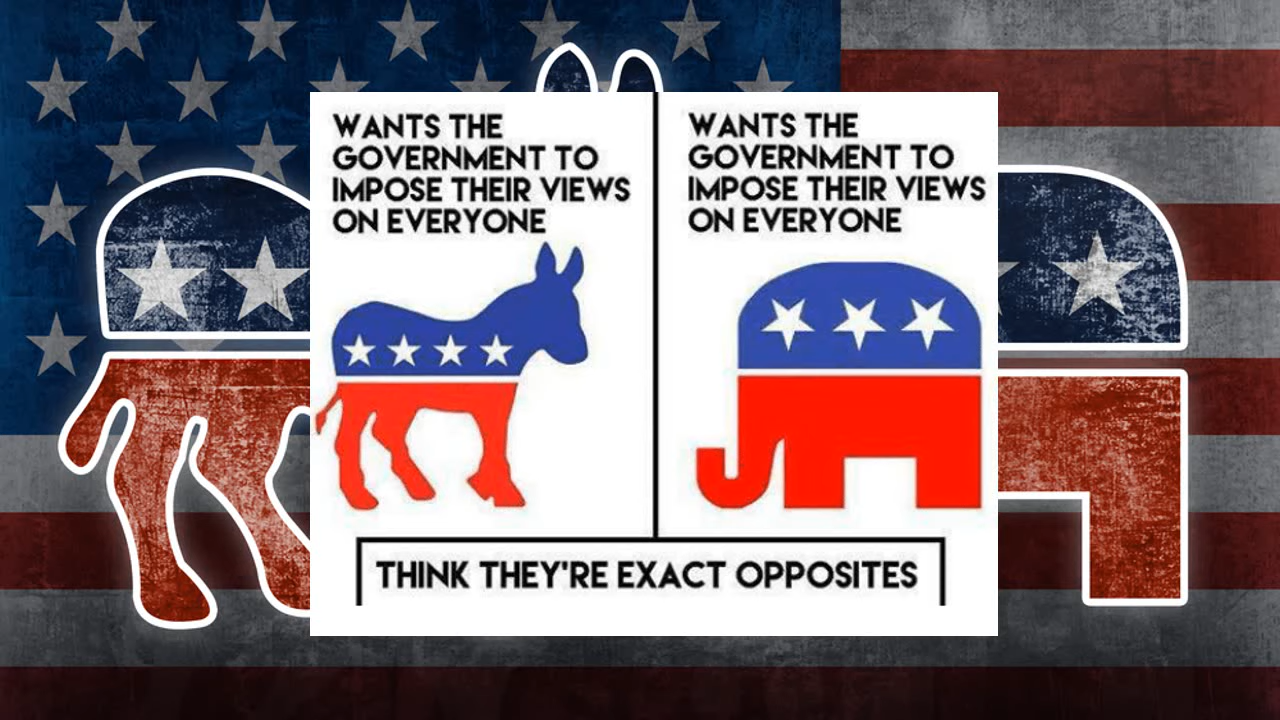 WANTS THE
GOVERNMENT TO
IMPOSE THEIR VIEWS
ON EVERYONE
WANTS THE
GOVERNMENT TO
IMPOSE THEIR VIEWS
ON EVERYONE
THINK THEY'RE EXACT OPPOSITES